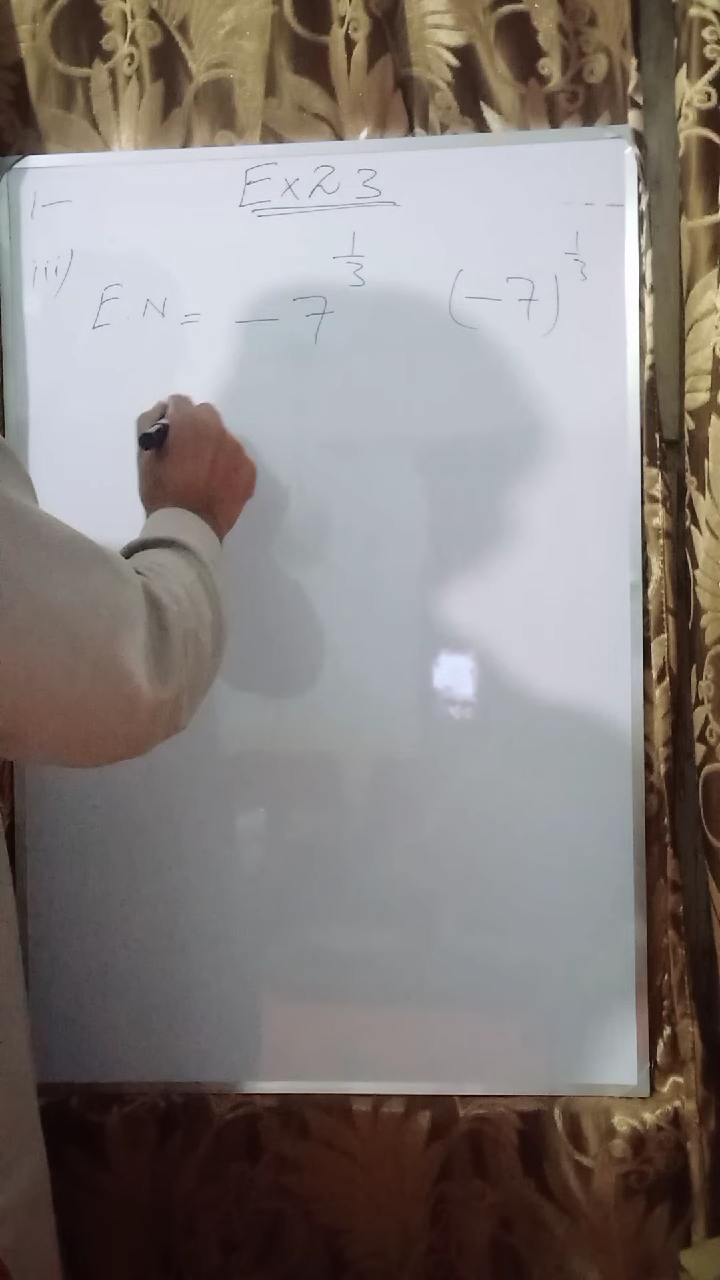 Ex 2 3
1- ---
iii) E.N = -7^(1/3) (-7)^(1/3)